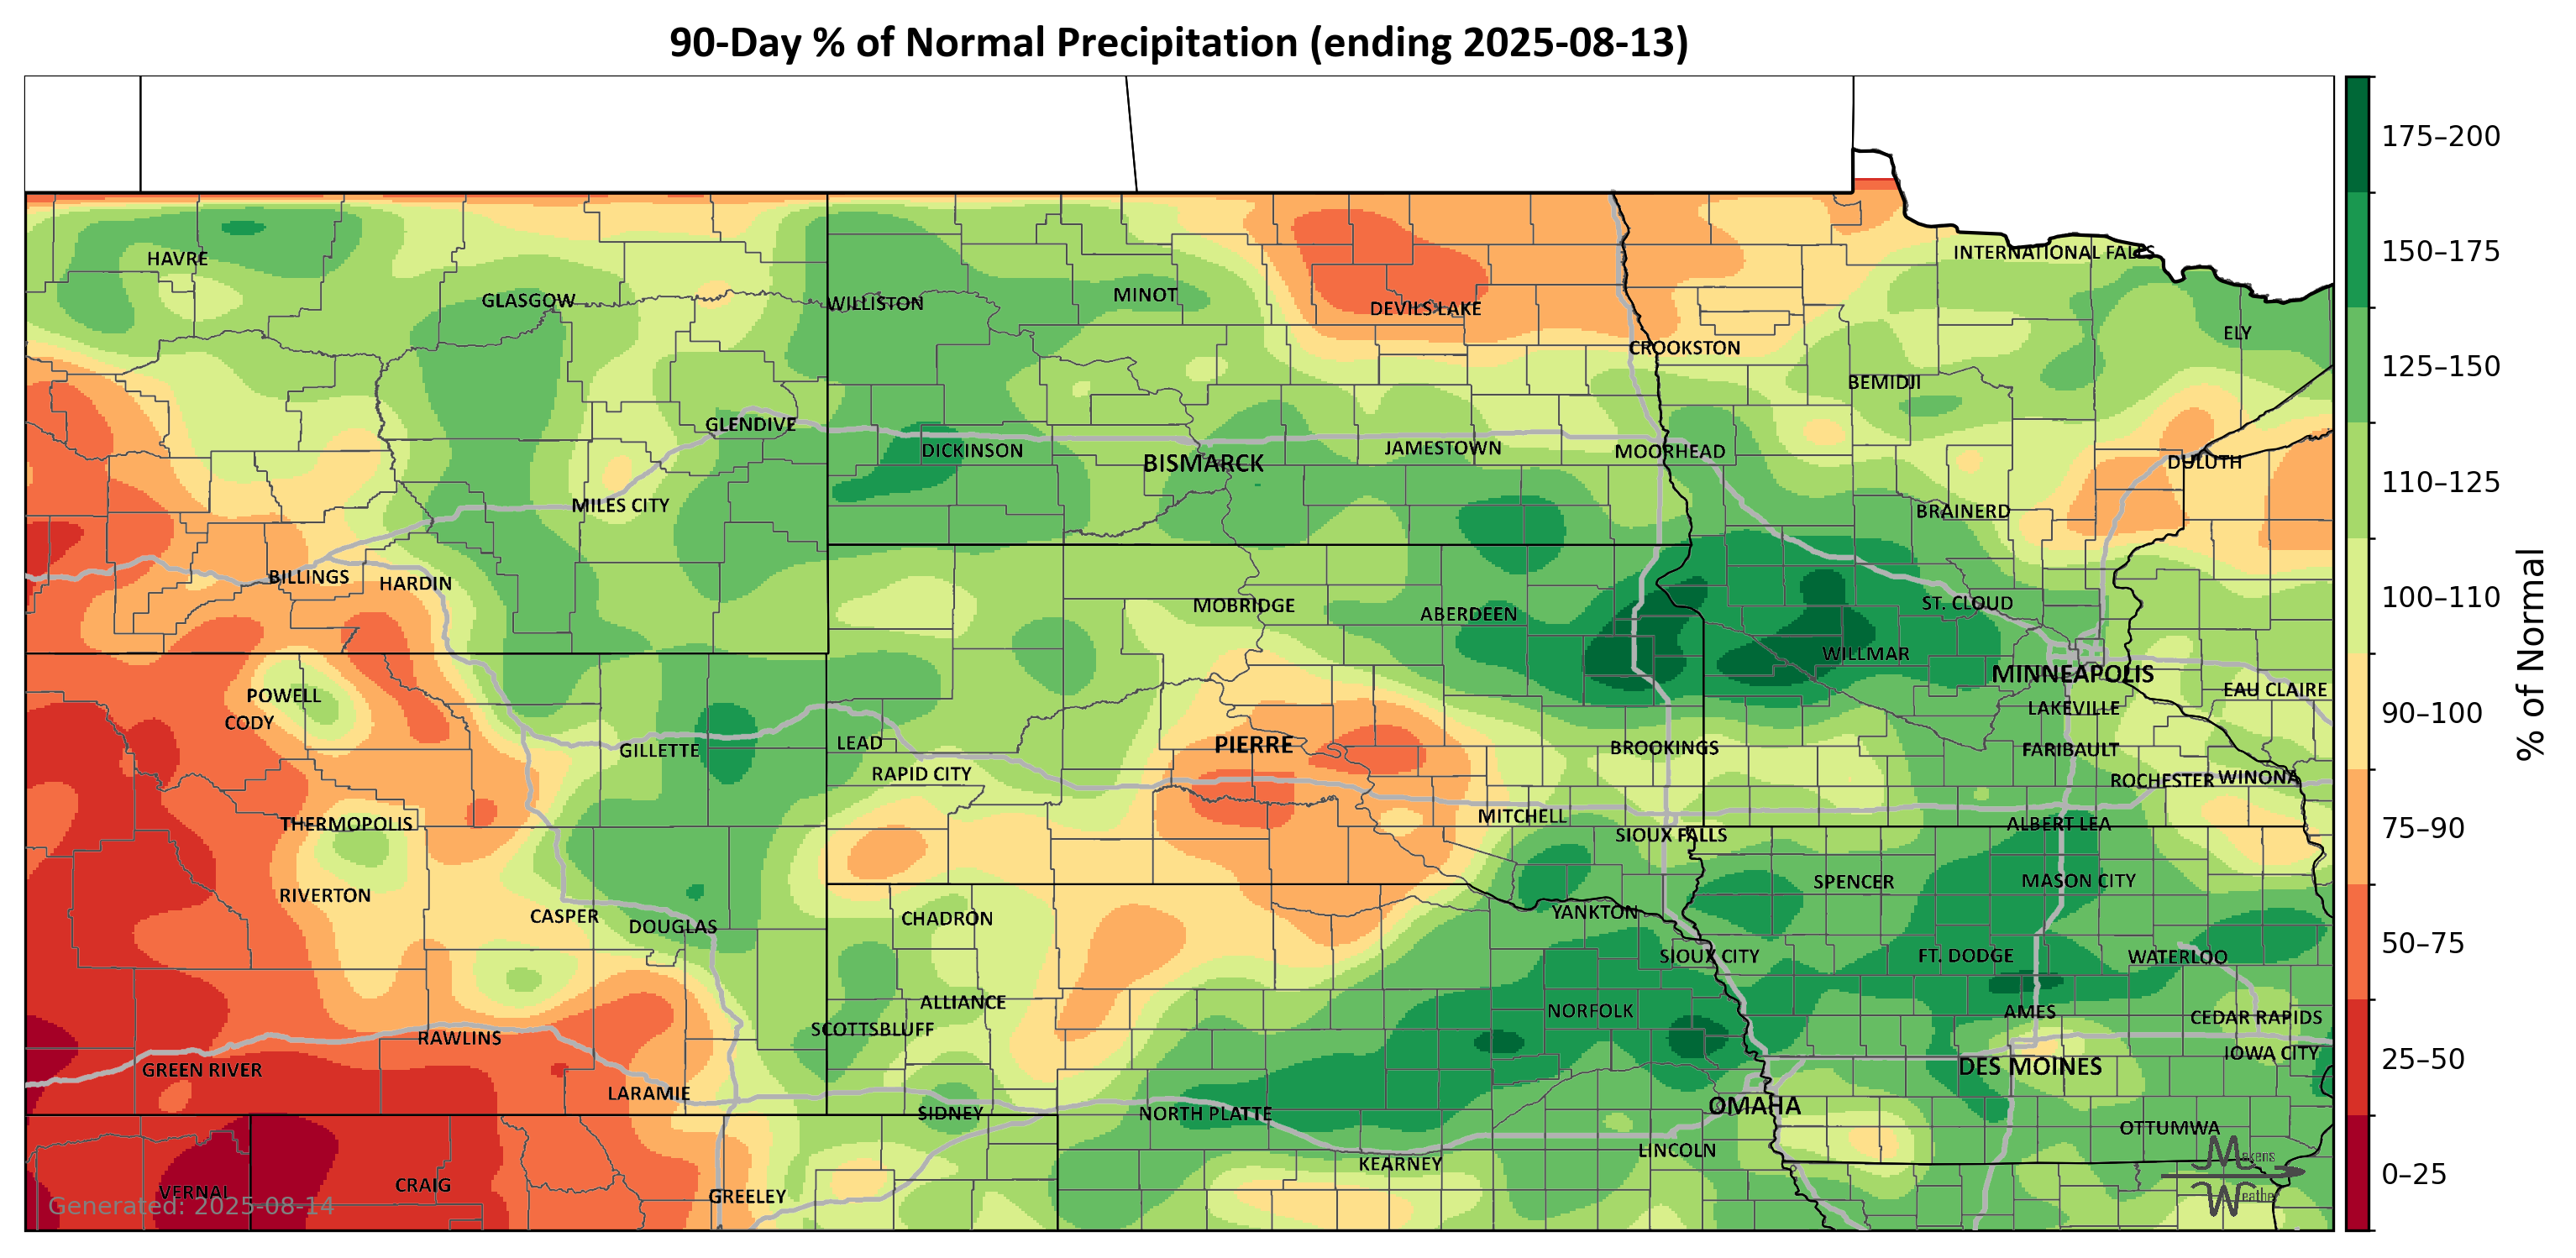 90-Day % of Normal Precipitation (ending 2025-08-13)
175–200
INTERNATIONAL FALLS
150–175
HAVRE
GLASGOW
WILLISTON
MINOT
DEVILS LAKE
ELY
CROOKSTON
125–150
BEMIDJI
GLENDIVE
DICKINSON
BISMARCK
JAMESTOWN
MOORHEAD
DULUTH
110–125
MILES CITY
BRAINERD
BILLINGS
HARDIN
MOBRIDGE
ABERDEEN
ST. CLOUD
100–110
WILLMAR
MINNEAPOLIS
% of Normal
POWELL
EAU CLAIRE
CODY
LAKEVILLE
90–100
GILLETTE
LEAD
PIERRE
BROOKINGS
FARIBAULT
RAPID CITY
ROCHESTER
WINONA
THERMOPOLIS
MITCHELL
SIOUX FALLS
ALBERT LEA
75–90
RIVERTON
SPENCER
MASON CITY
CASPER
CHADRON
YANKTON
DOUGLAS
SIOUX CITY
FT. DODGE
WATERLOO
50–75
ALLIANCE
NORFOLK
AMES
SCOTTSBLUFF
CEDAR RAPIDS
RAWLINS
IOWA CITY
GREEN RIVER
DES MOINES
25–50
LARAMIE
SIDNEY
NORTH PLATTE
OMAHA
OTTUMWA
LINCOLN
KEARNEY
Makens
Weather
VERNAL
CRAIG
GREELEY
0–25
Generated: 2025-08-14